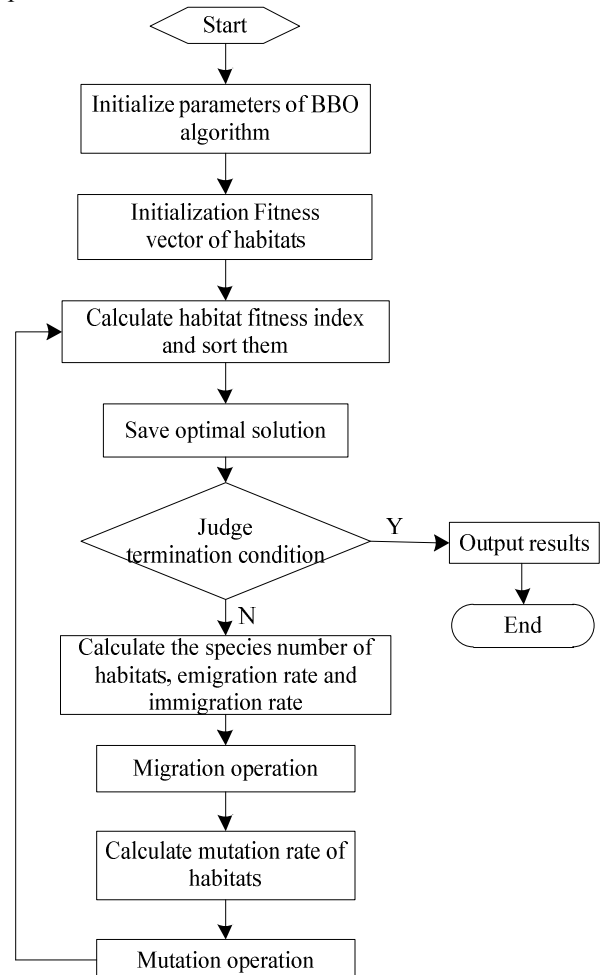 Start
Initialize parameters of BBO
algorithm
Initialization Fitness
vector of habitats
Calculate habitat fitness index
and sort them
Save optimal solution
Judge
termination condition
Y
Output results
End
N
Calculate the species number of
habitats, emigration rate and
immigration rate
Migration operation
Calculate mutation rate of
habitats
Mutation operation